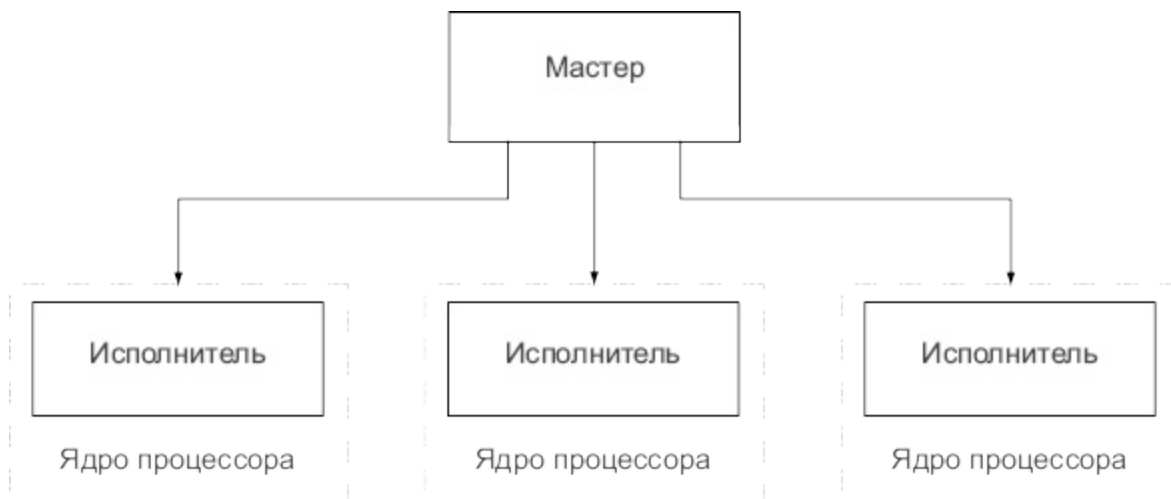 Мастер
Исполнитель
Исполнитель
Исполнитель
Ядро процессора
Ядро процессора
Ядро процессора